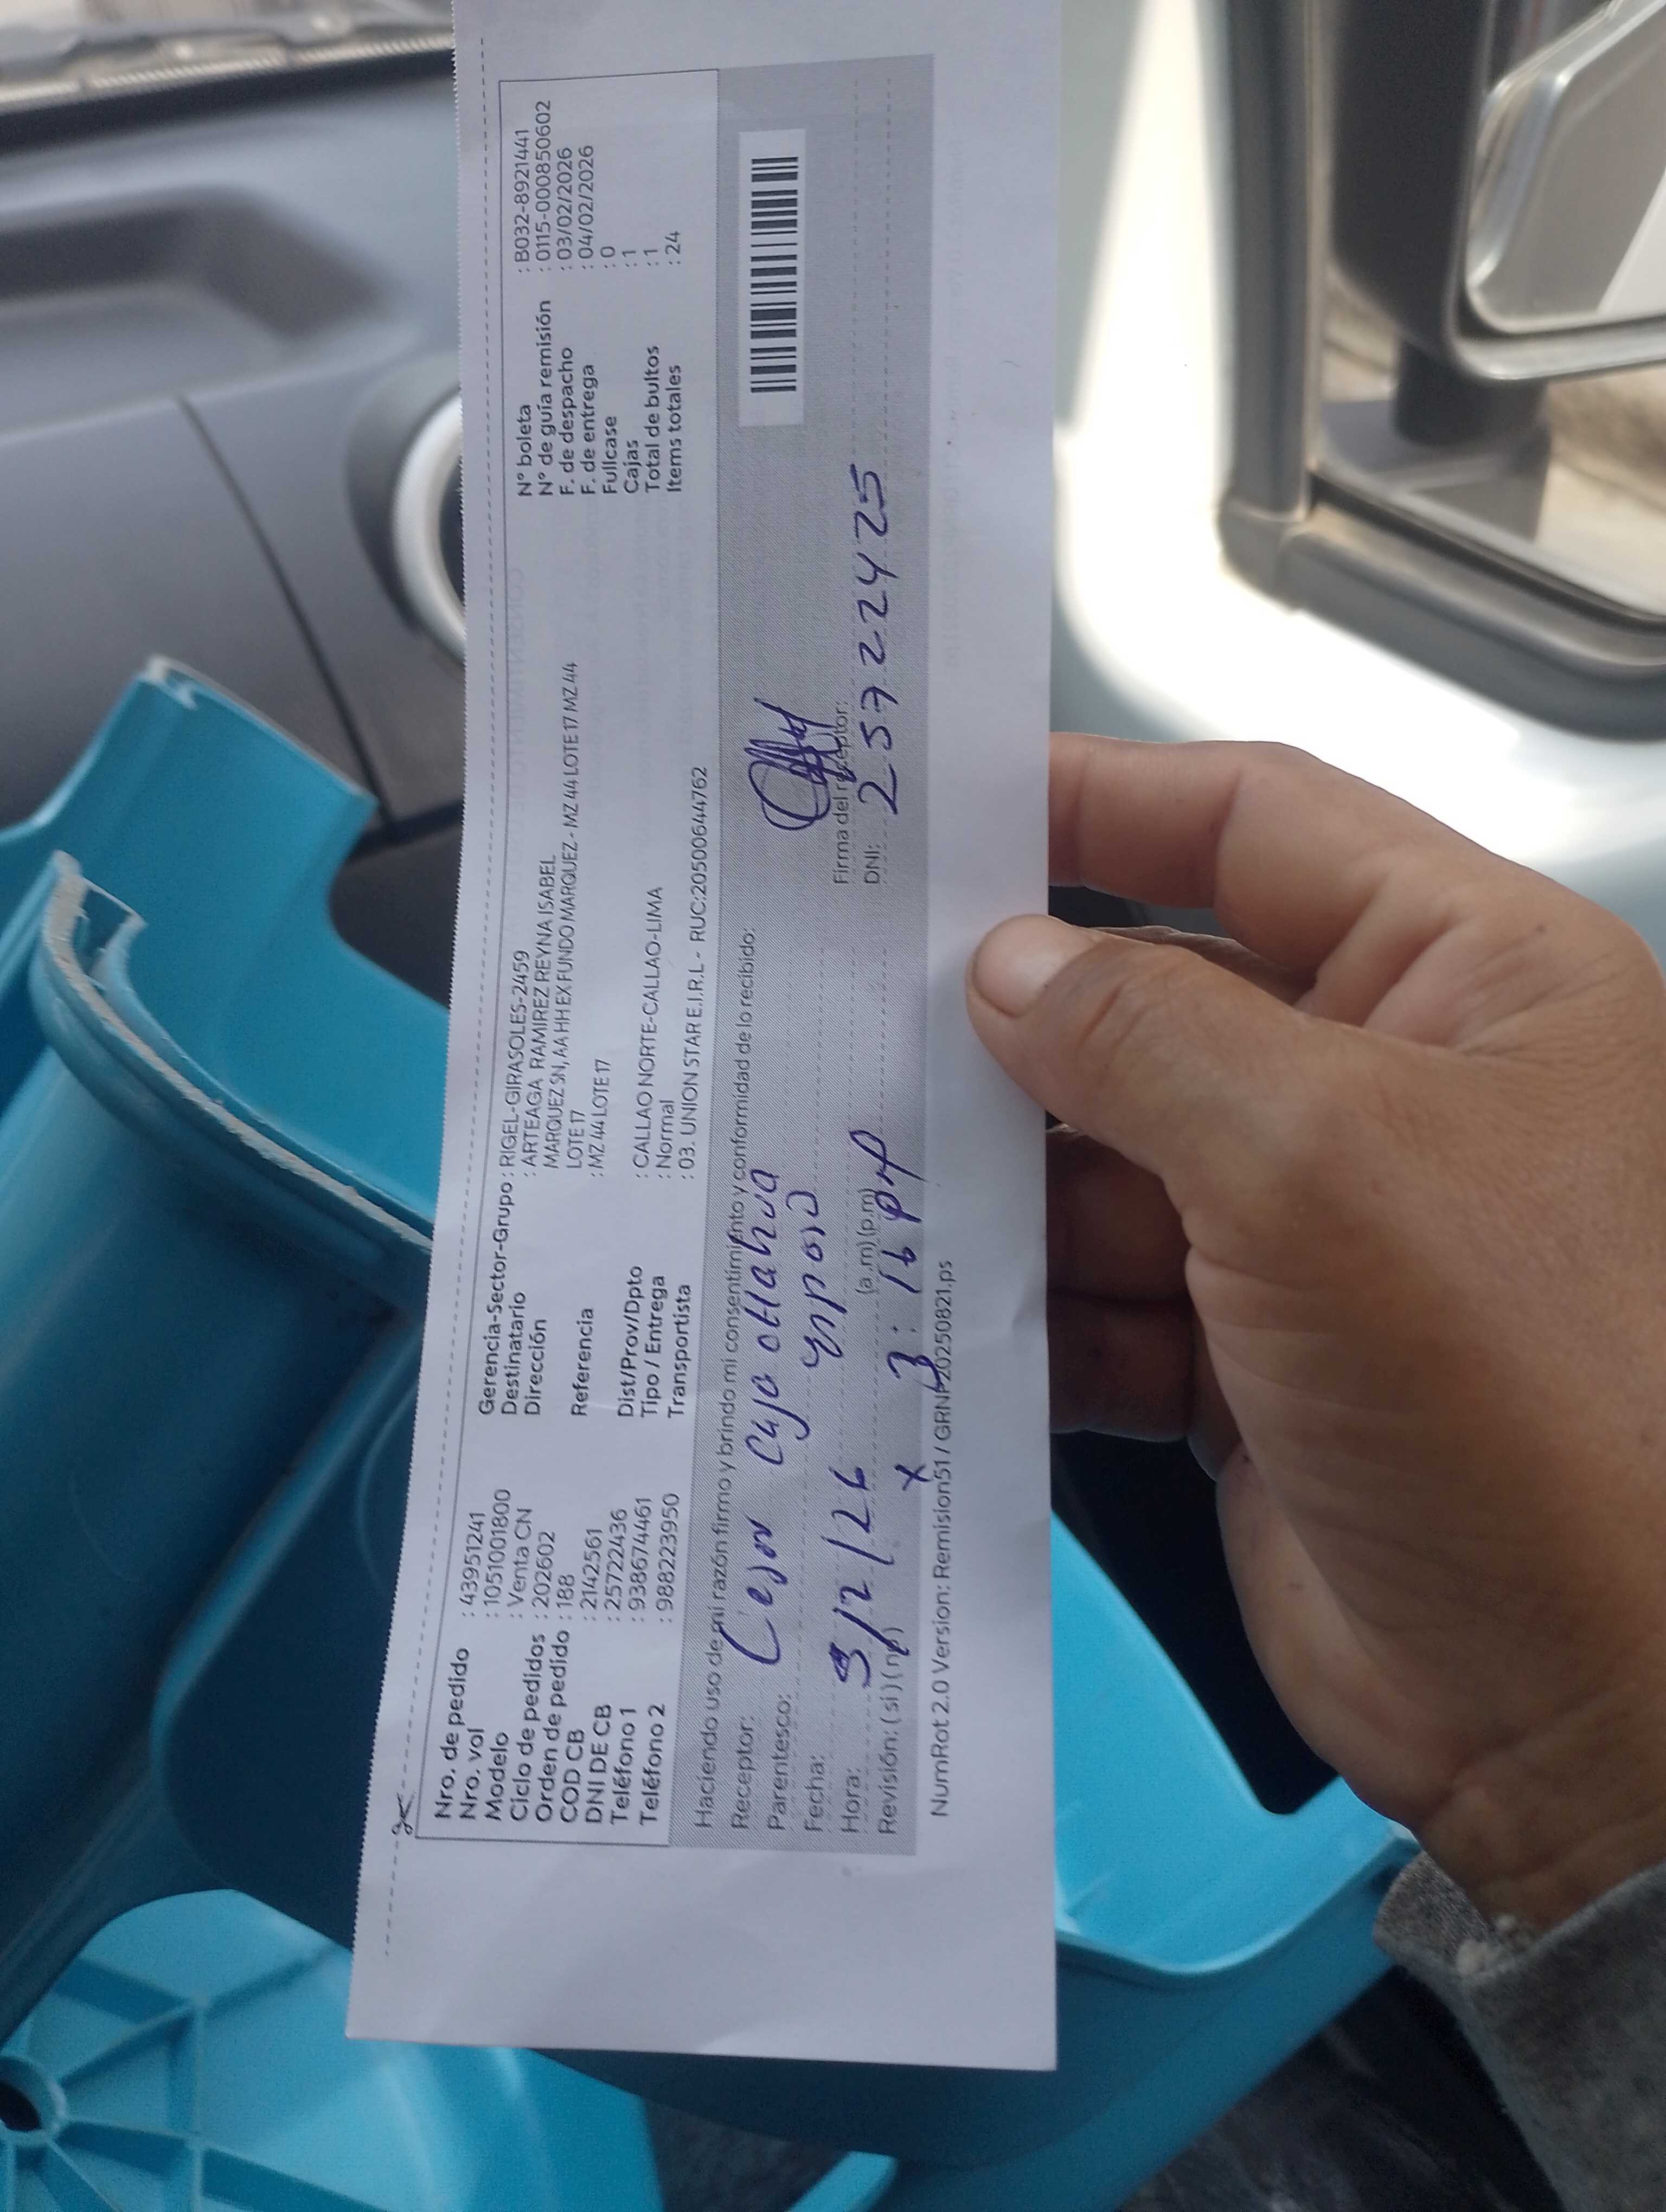 Nro. de pedido : 43951241
Nro. vol : 1051001800
Modelo : Venta CN
Ciclo de pedidos : 202602
Orden de pedido : 188
COD CB : 2142561
DNI DE CB : 25722436
Teléfono 1 : 938674461
Teléfono 2 : 988223950
Gerencia-Sector-Grupo : RIGEL-GIRASOLES-2459
Destinatario : ARTEAGA RAMIREZ REYNA ISABEL
Dirección MARQUEZ SN, AA HH EX FUNDO MARQUEZ - MZ 44 LOTE 17 MZ 44
LOTE 17
Referencia : MZ 44 LOTE 17
Dist/Prov/Dpto : CALLAO NORTE-CALLAO-LIMA
Tipo / Entrega : Normal
Transportista : 03. UNION STAR E.I.R.L - RUC:20500644762
N° boleta : B032-8921441
N° de guía remisión : 0115-000850602
F. de despacho : 03/02/2026
F. de entrega : 04/02/2026
Fullcase : 0
Cajas : 1
Total de bultos : 1
Items totales : 24
Haciendo uso de mi razón firmo y brindo mi consentimiento y conformidad de lo recibido:
Receptor:
Parentesco:
Fecha: /2/26
Hora: (a.m) (p.m)
Revisión: ( si ) ( no ) x 3:16 pm
Firma del receptor:
DNI: 25722425
NumRot 2.0 Version: Remision51 / GRNP20250821.ps